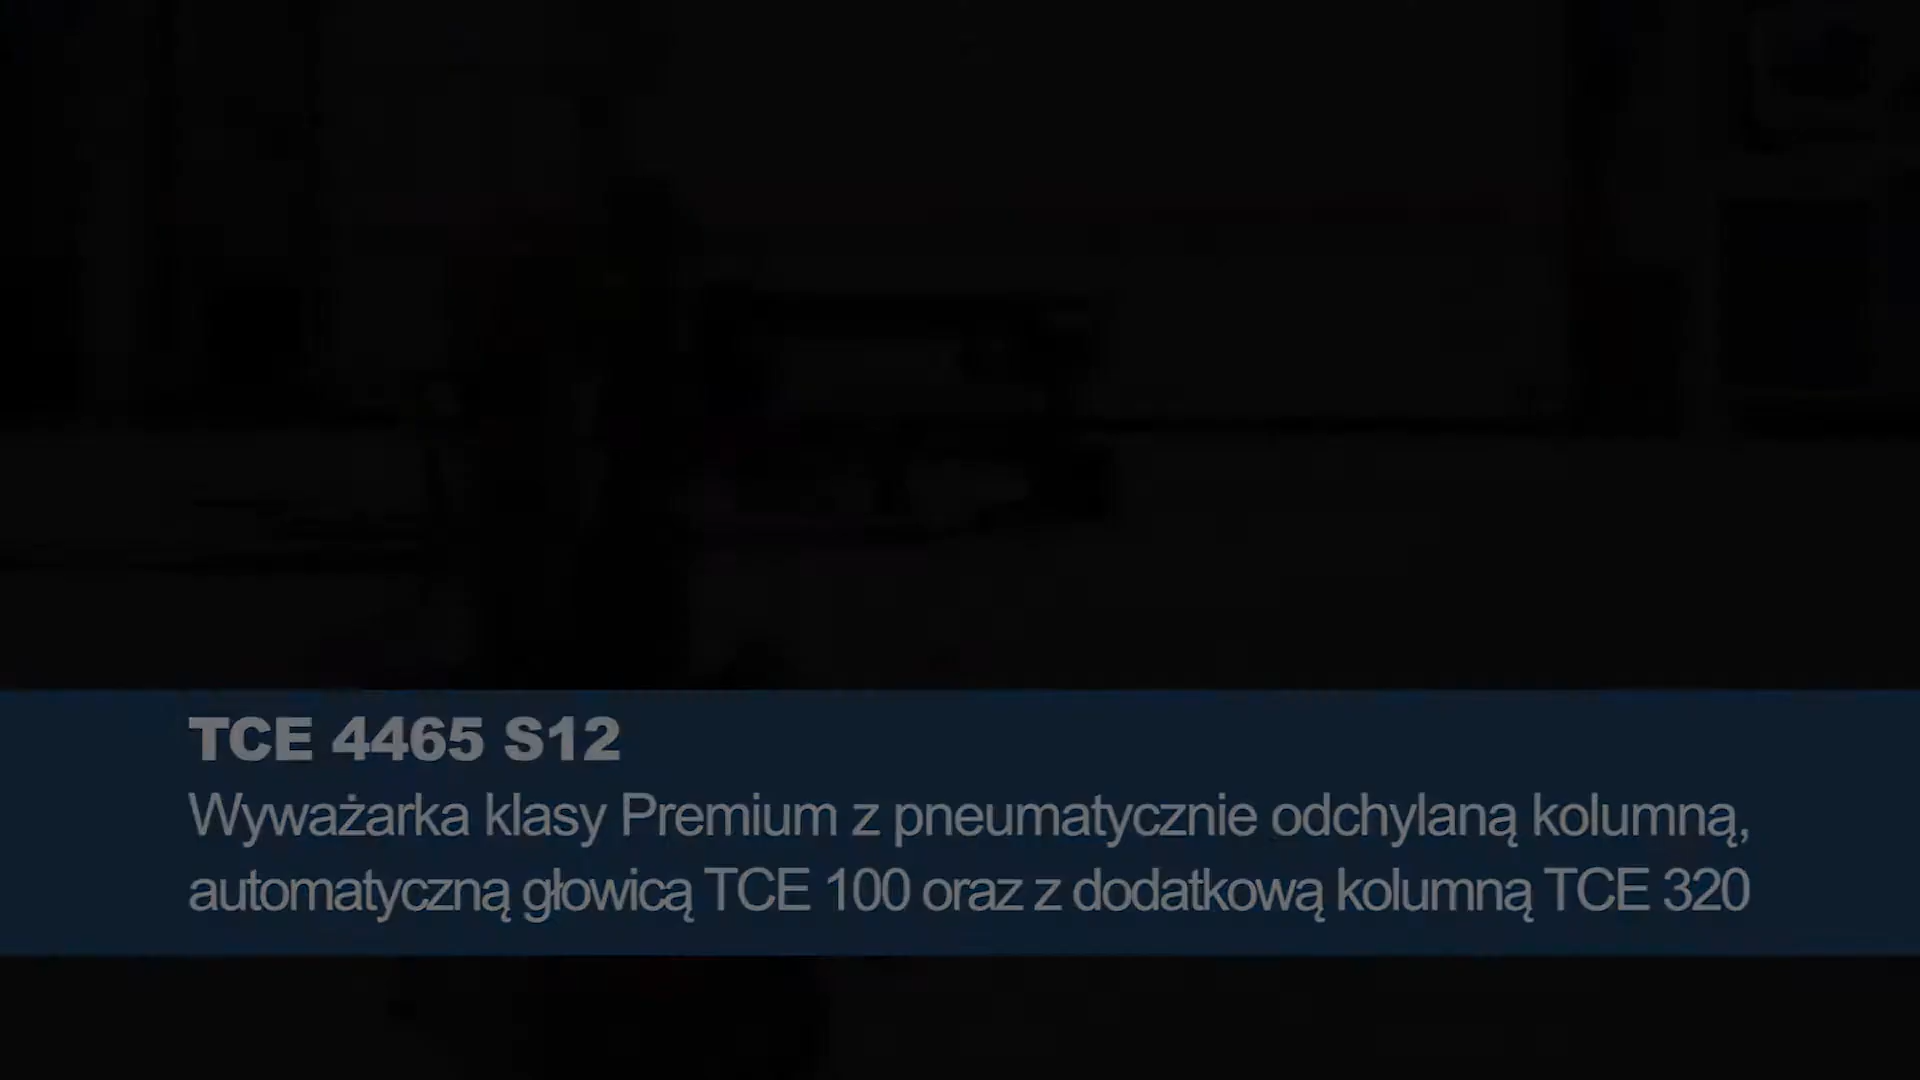 TCE 4465 S12
Wyważarka klasy Premium z pneumatycznie odchylaną kolumną,
automatyczną głowicą TCE 100 oraz z dodatkową kolumną TCE 320